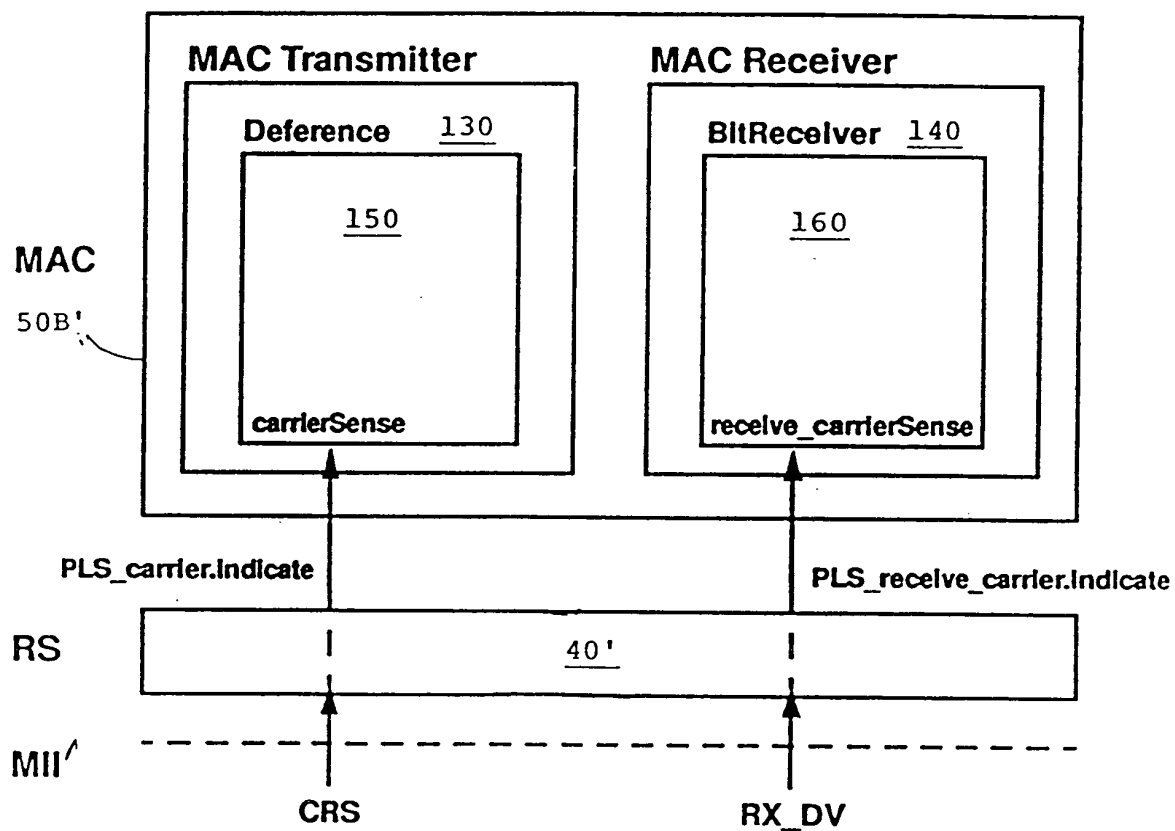 MAC Transmitter
MAC Receiver
Deference 130
BitReceiver 140
150
160
MAC
50B'
carrierSense
receive_carrierSense
PLS_carrier.indicate
PLS_receive_carrier.indicate
RS
40'
MII'
CRS
RX_DV